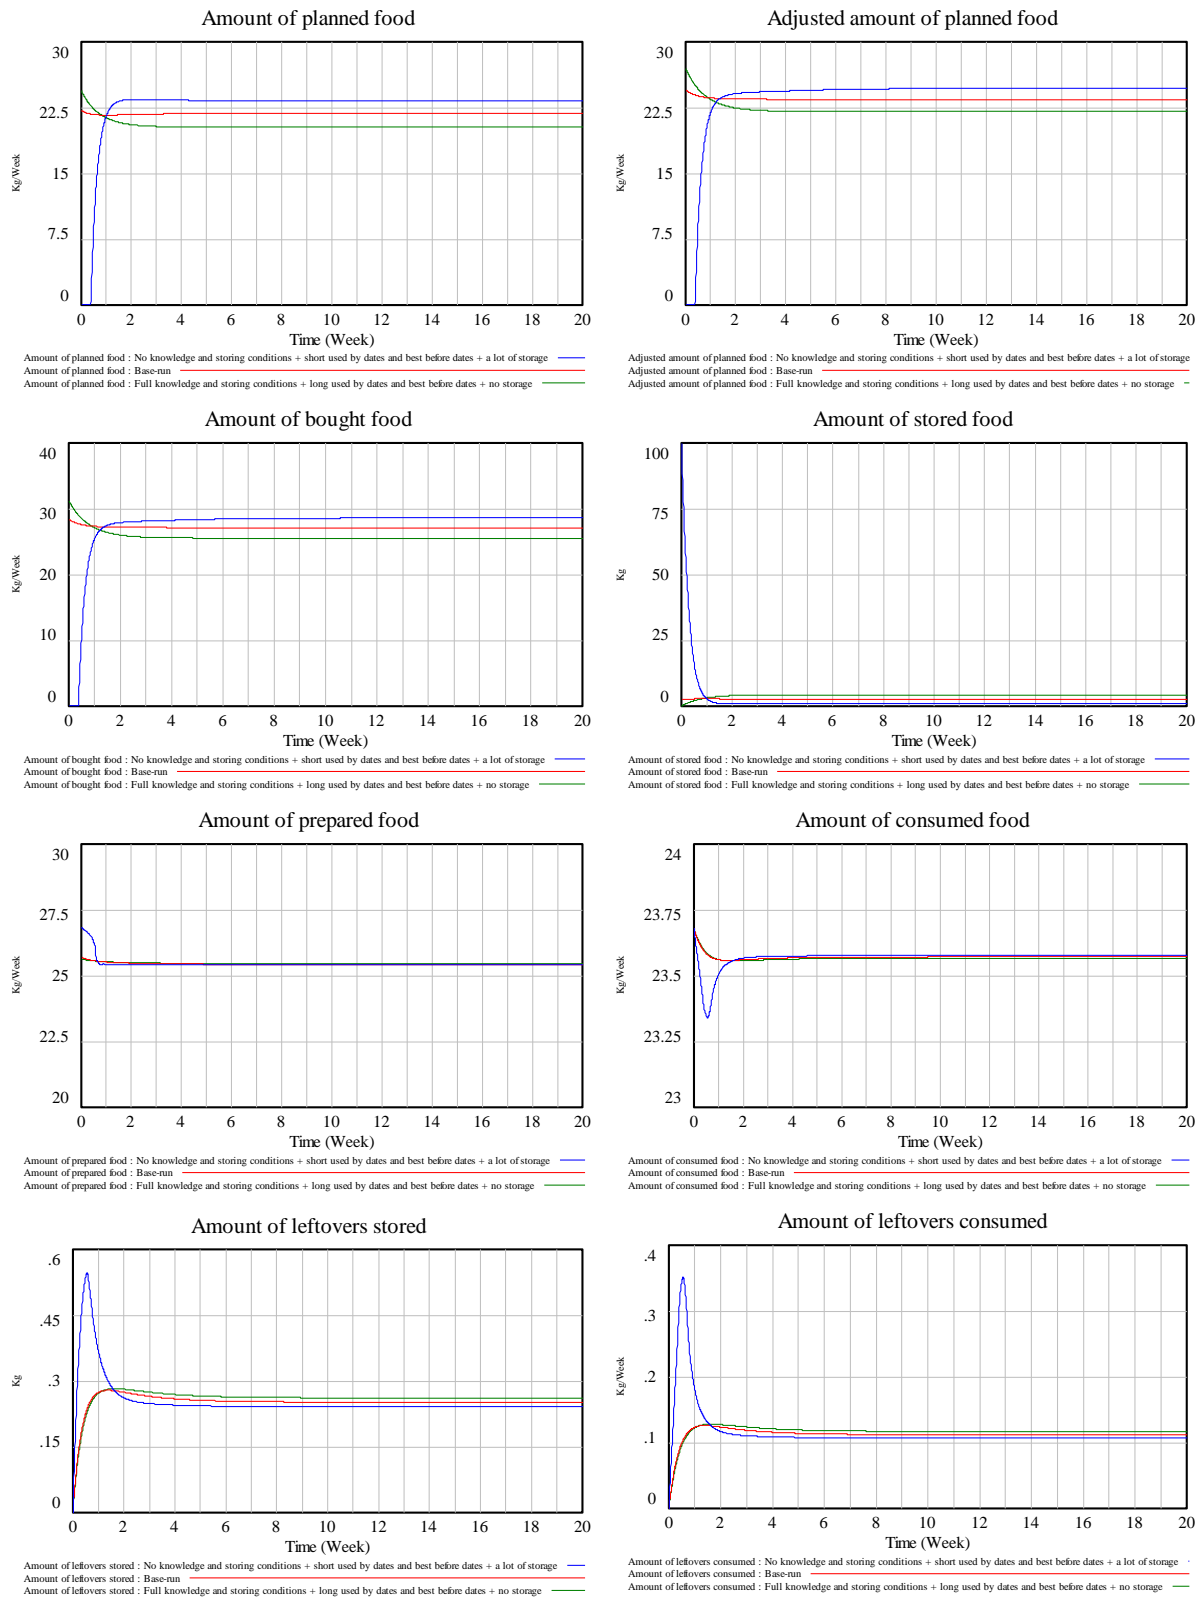 Amount of planned food
30
22.5
15
7.5
0
Kg/Week
0 2 4 6 8 10 12 14 16 18 20
Time (Week)
Amount of planned food : No knowledge and storing conditions + short used by dates and best before dates + a lot of storage
Amount of planned food : Base-run
Amount of planned food : Full knowledge and storing conditions + long used by dates and best before dates + no storage
Adjusted amount of planned food
30
22.5
15
7.5
0
Kg/Week
0 2 4 6 8 10 12 14 16 18 20
Time (Week)
Adjusted amount of planned food : No knowledge and storing conditions + short used by dates and best before dates + a lot of storage
Adjusted amount of planned food : Base-run
Adjusted amount of planned food : Full knowledge and storing conditions + long used by dates and best before dates + no storage
Amount of bought food
40
30
20
10
0
Kg/Week
0 2 4 6 8 10 12 14 16 18 20
Time (Week)
Amount of bought food : No knowledge and storing conditions + short used by dates and best before dates + a lot of storage
Amount of bought food : Base-run
Amount of bought food : Full knowledge and storing conditions + long used by dates and best before dates + no storage
Amount of stored food
100
75
50
25
0
Kg
0 2 4 6 8 10 12 14 16 18 20
Time (Week)
Amount of stored food : No knowledge and storing conditions + short used by dates and best before dates + a lot of storage
Amount of stored food : Base-run
Amount of stored food : Full knowledge and storing conditions + long used by dates and best before dates + no storage
Amount of prepared food
30
27.5
25
22.5
20
Kg/Week
0 2 4 6 8 10 12 14 16 18 20
Time (Week)
Amount of prepared food : No knowledge and storing conditions + short used by dates and best before dates + a lot of storage
Amount of prepared food : Base-run
Amount of prepared food : Full knowledge and storing conditions + long used by dates and best before dates + no storage
Amount of consumed food
24
23.75
23.5
23.25
23
Kg/Week
0 2 4 6 8 10 12 14 16 18 20
Time (Week)
Amount of consumed food : No knowledge and storing conditions + short used by dates and best before dates + a lot of storage
Amount of consumed food : Base-run
Amount of consumed food : Full knowledge and storing conditions + long used by dates and best before dates + no storage
Amount of leftovers stored
.6
.45
.3
.15
0
Kg
0 2 4 6 8 10 12 14 16 18 20
Time (Week)
Amount of leftovers stored : No knowledge and storing conditions + short used by dates and best before dates + a lot of storage
Amount of leftovers stored : Base-run
Amount of leftovers stored : Full knowledge and storing conditions + long used by dates and best before dates + no storage
Amount of leftovers consumed
.4
.3
.2
.1
0
Kg/Week
0 2 4 6 8 10 12 14 16 18 20
Time (Week)
Amount of leftovers consumed : No knowledge and storing conditions + short used by dates and best before dates + a lot of storage
Amount of leftovers consumed : Base-run
Amount of leftovers consumed : Full knowledge and storing conditions + long used by dates and best before dates + no storage